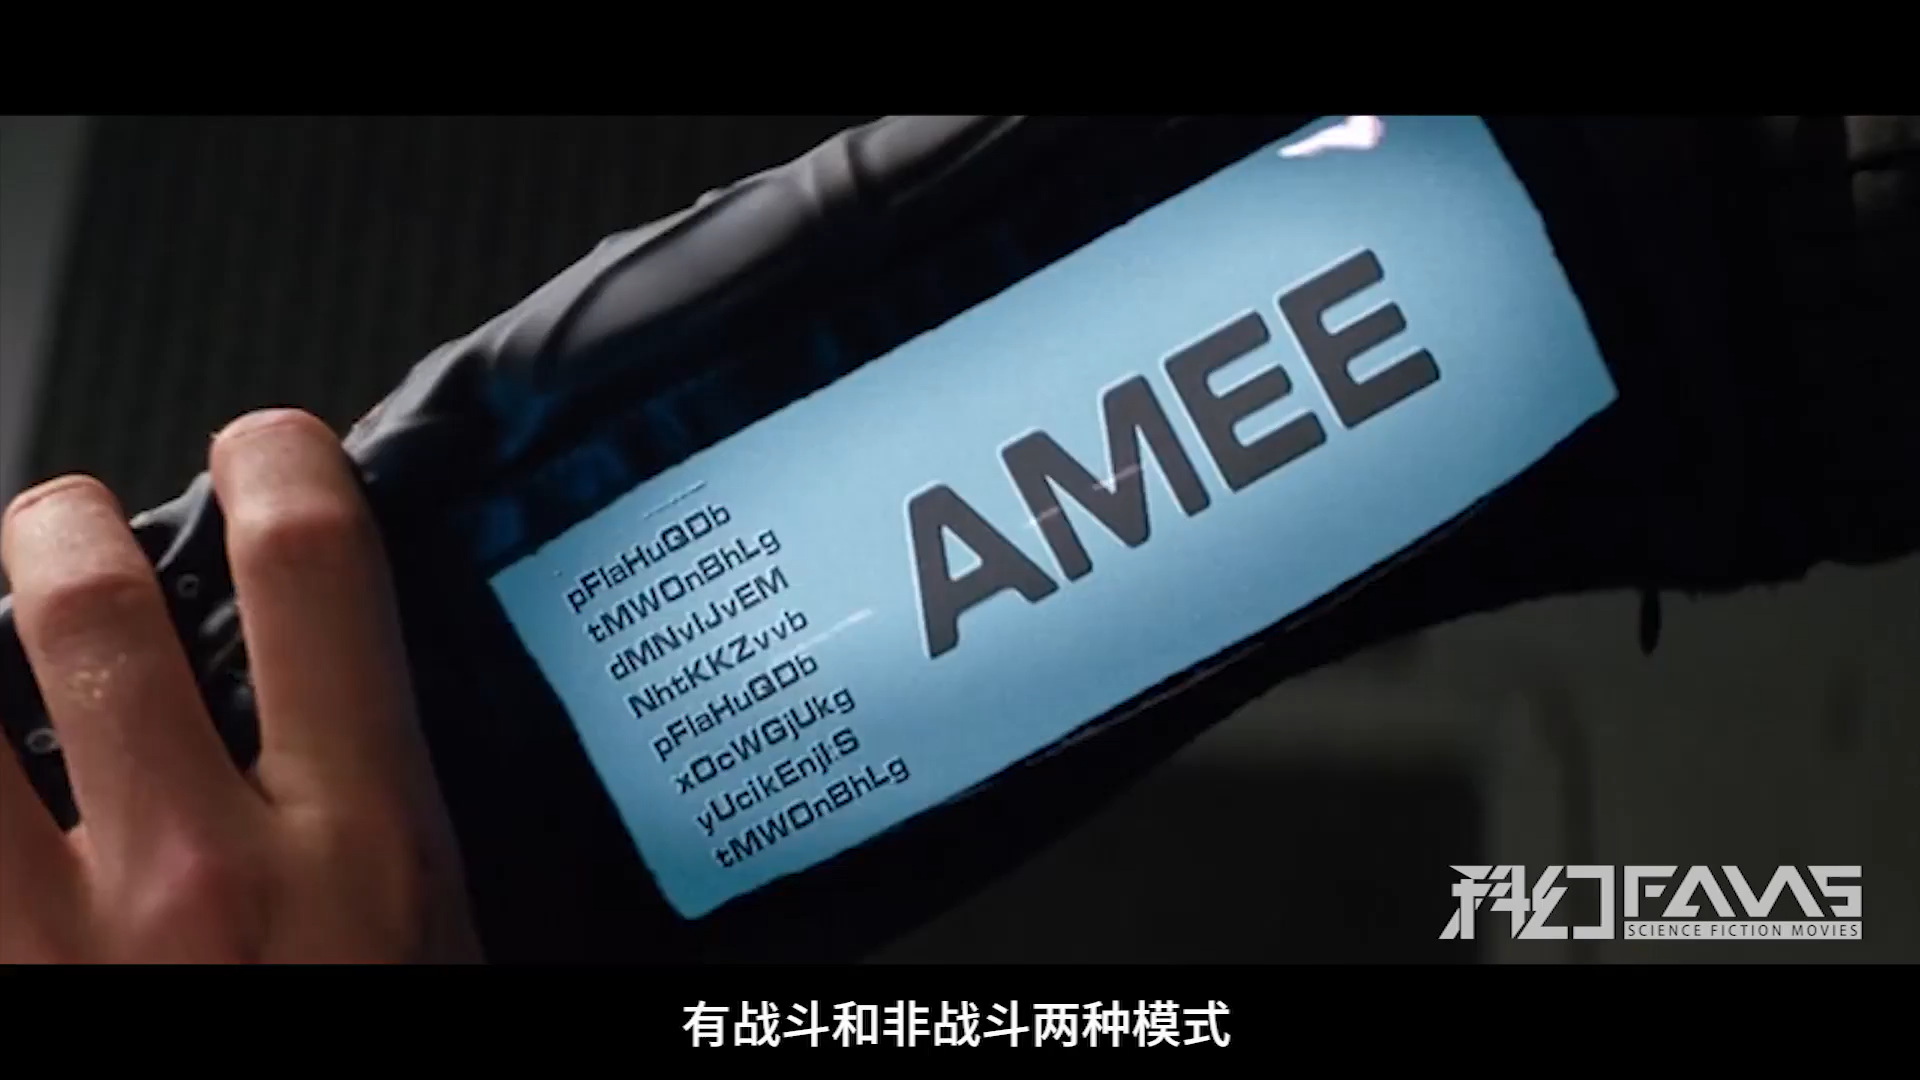 AMEE
pFlaHuQDb
tMWOnBhLg
dMNvIJvEM
NhtKKZvvb
pFlaHuQDb
xOcWGjUkg
yUcikEnjl:S
tMWOnBhLg
科幻FANS
SCIENCE FICTION MOVIES
有战斗和非战斗两种模式